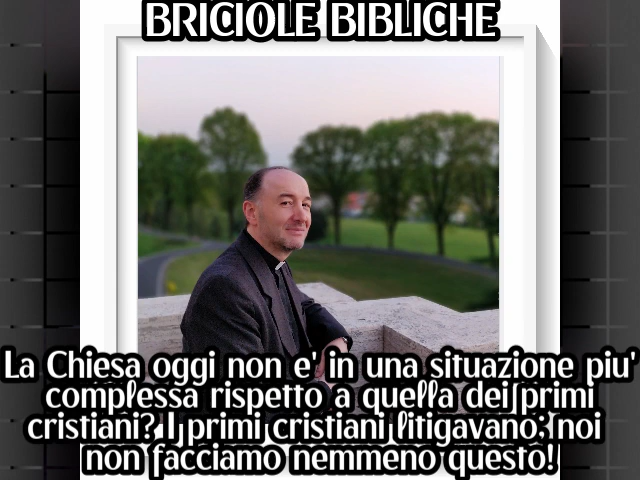 BRICIOLE BIBLICHE
La Chiesa oggi non e' in una situazione piu'
complessa rispetto a quella dei primi
cristiani? I primi cristiani litigavano; noi
non facciamo nemmeno questo!